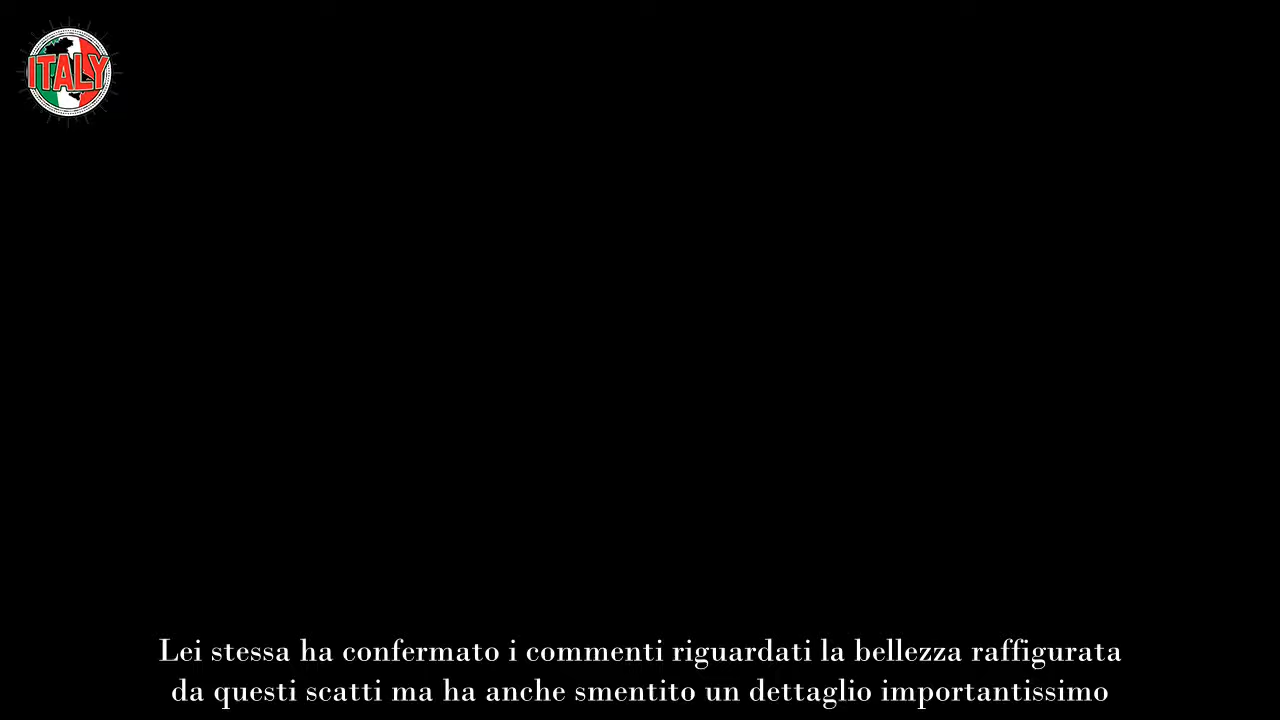 ITALY
Lei stessa ha confermato i commenti riguardati la bellezza raffigurata
da questi scatti ma ha anche smentito un dettaglio importantissimo